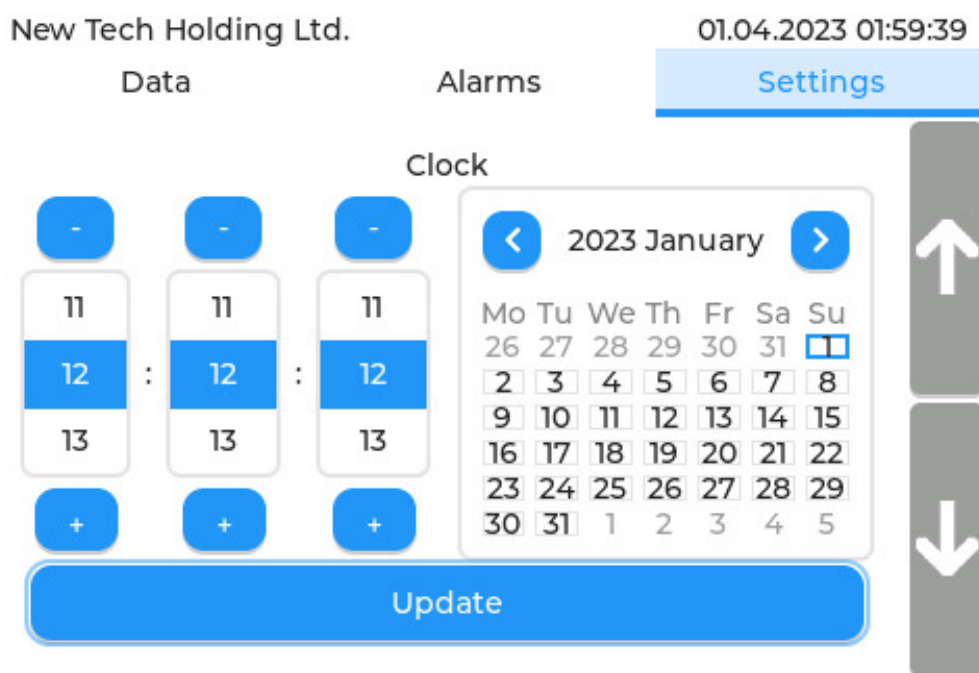 New Tech Holding Ltd. 01.04.2023 01:59:39
Data Alarms Settings
Clock
- - -
11 11 11
12 : 12 : 12
13 13 13
+ + +
2023 January
Mo Tu We Th Fr Sa Su
26 27 28 29 30 31 1
2 3 4 5 6 7 8
9 10 11 12 13 14 15
16 17 18 19 20 21 22
23 24 25 26 27 28 29
30 31 1 2 3 4 5
Update